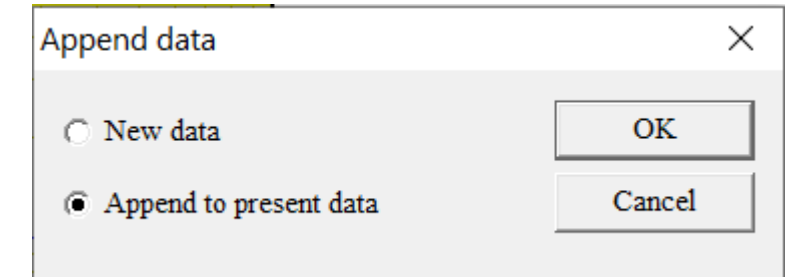 Append data
New data
OK
Append to present data
Cancel